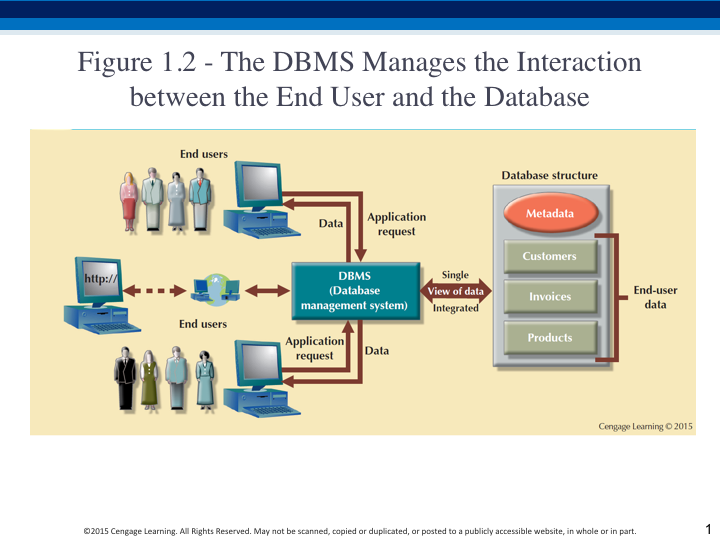 Figure 1.2 - The DBMS Manages the Interaction
between the End User and the Database
End users
Data
Application
request
http://
DBMS
(Database
management system)
Single
View of data
Integrated
Database structure
Metadata
Customers
Invoices
Products
End-user
data
End users
Application
request
Data
Cengage Learning © 2015
©2015 Cengage Learning. All Rights Reserved. May not be scanned, copied or duplicated, or posted to a publicly accessible website, in whole or in part.
1